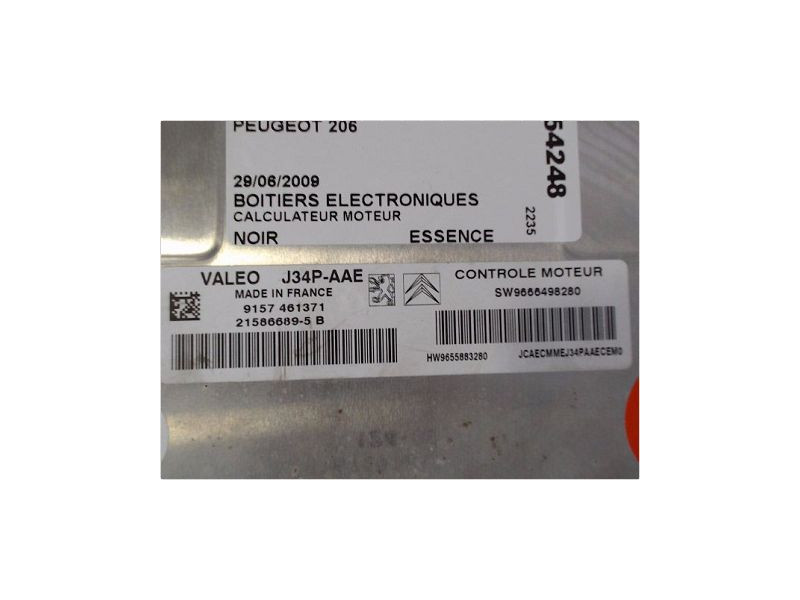 PEUGEOT 206
54248
29/06/2009
BOITIERS ELECTRONIQUES
CALCULATEUR MOTEUR
2235
NOIR ESSENCE
VALEO J34P-AAE
MADE IN FRANCE
9157 461371
21586689-5 B
CONTROLE MOTEUR
SW9666498280
HW9655883280
JCAECMMEJ34PAAECEM0